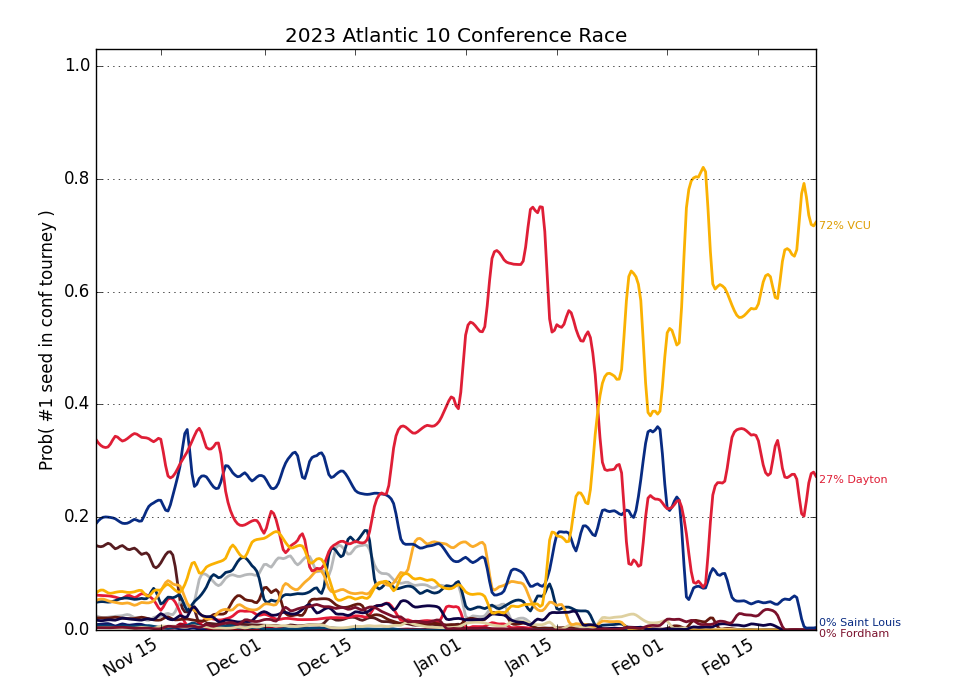 2023 Atlantic 10 Conference Race
Prob( #1 seed in conf tourney )
1.0
0.8
0.6
0.4
0.2
0.0
72% VCU
27% Dayton
0% Saint Louis
0% Fordham
Nov 15
Dec 01
Dec 15
Jan 01
Jan 15
Feb 01
Feb 15